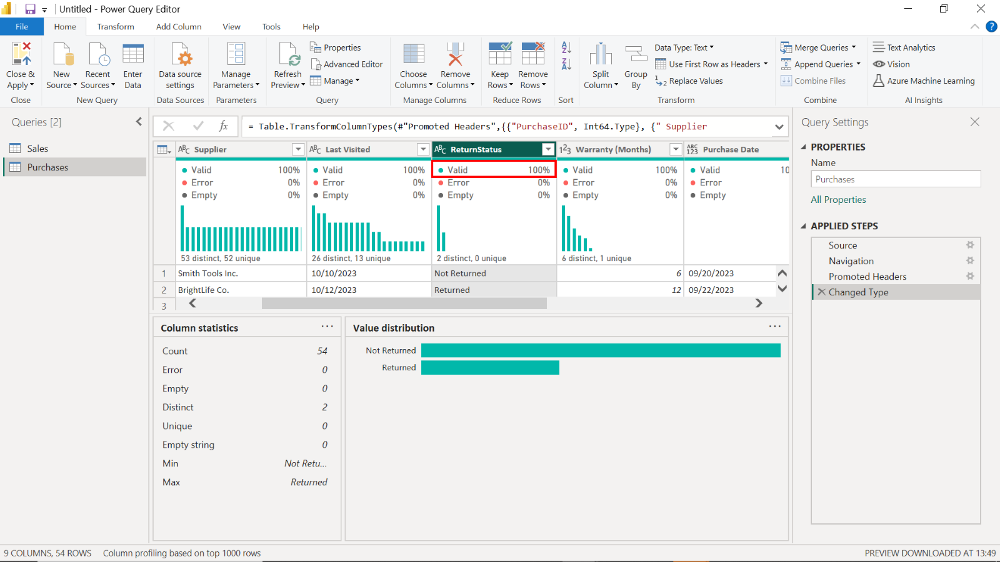 Untitled - Power Query Editor
File Home Transform Add Column View Tools Help
Close & Apply
Close
New Source
Recent Sources
Enter Data
New Query
Data source settings
Data Sources
Manage Parameters
Parameters
Refresh Preview
Properties
Advanced Editor
Manage
Query
Choose Columns
Remove Columns
Manage Columns
Keep Rows
Remove Rows
Reduce Rows
Sort
Split Column
Group By
Data Type: Text
Use First Row as Headers
Replace Values
Transform
Merge Queries
Append Queries
Combine Files
Combine
Text Analytics
Vision
Azure Machine Learning
AI Insights
Queries [2]
Sales
Purchases
fx = Table.TransformColumnTypes(#"Promoted Headers",{{"PurchaseID", Int64.Type}, {" Supplier
ABC Supplier
Valid 100%
Error 0%
Empty 0%
53 distinct, 52 unique
ABC Last Visited
Valid 100%
Error 0%
Empty 0%
26 distinct, 13 unique
ABC ReturnStatus
Valid 100%
Error 0%
Empty 0%
2 distinct, 0 unique
123 Warranty (Months)
Valid 100%
Error 0%
Empty 0%
6 distinct, 1 unique
ABC 123 Purchase Date
Valid 10
Error
Empty
1 Smith Tools Inc. 10/10/2023 Not Returned 6 09/20/2023
2 BrightLife Co. 10/12/2023 Returned 12 09/22/2023
3
Column statistics
Count 54
Error 0
Empty 0
Distinct 2
Unique 0
Empty string 0
Min Not Retu...
Max Returned
Value distribution
Not Returned
Returned
Query Settings
PROPERTIES
Name
Purchases
All Properties
APPLIED STEPS
Source
Navigation
Promoted Headers
Changed Type
9 COLUMNS, 54 ROWS Column profiling based on top 1000 rows
PREVIEW DOWNLOADED AT 13:49